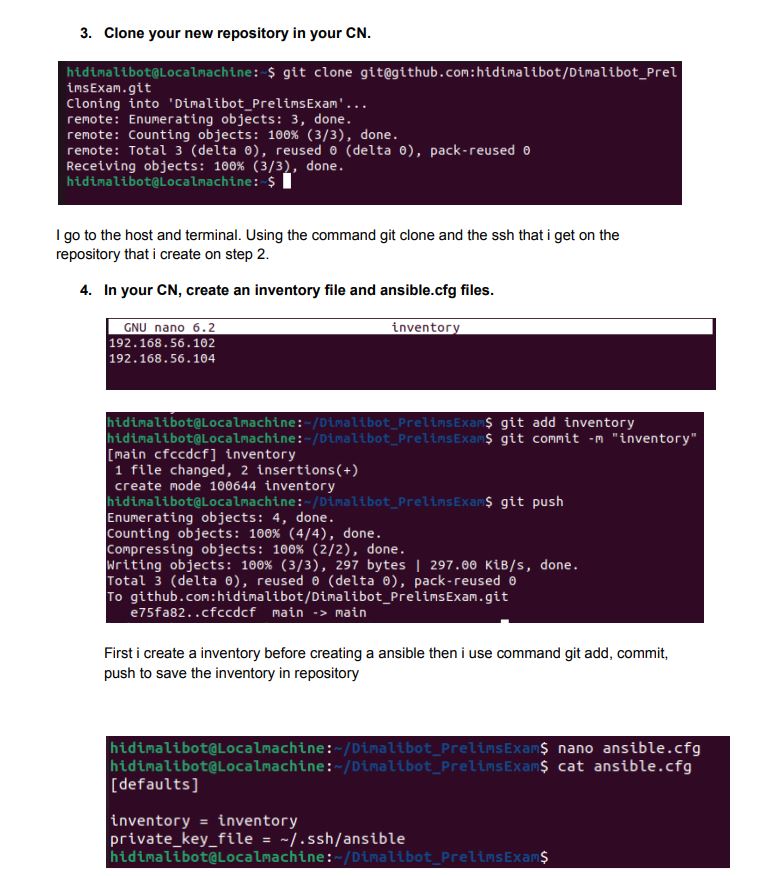 3. Clone your new repository in your CN.
hidimalibot@Localmachine:~$ git clone git@github.com:hidimalibot/Dimalibot_Prel
imsExam.git
Cloning into 'Dimalibot_PrelimsExam'...
remote: Enumerating objects: 3, done.
remote: Counting objects: 100% (3/3), done.
remote: Total 3 (delta 0), reused 0 (delta 0), pack-reused 0
Receiving objects: 100% (3/3), done.
hidimalibot@Localmachine:~$
I go to the host and terminal. Using the command git clone and the ssh that i get on the
repository that i create on step 2.
4. In your CN, create an inventory file and ansible.cfg files.
GNU nano 6.2 inventory
192.168.56.102
192.168.56.104
hidimalibot@Localmachine:~/Dimalibot_PrelimsExam$ git add inventory
hidimalibot@Localmachine:~/Dimalibot_PrelimsExam$ git commit -m "inventory"
[main cfccdcf] inventory
1 file changed, 2 insertions(+)
create mode 100644 inventory
hidimalibot@Localmachine:~/Dimalibot_PrelimsExam$ git push
Enumerating objects: 4, done.
Counting objects: 100% (4/4), done.
Compressing objects: 100% (2/2), done.
Writing objects: 100% (3/3), 297 bytes | 297.00 KiB/s, done.
Total 3 (delta 0), reused 0 (delta 0), pack-reused 0
To github.com:hidimalibot/Dimalibot_PrelimsExam.git
e75fa82..cfccdcf main -> main
First i create a inventory before creating a ansible then i use command git add, commit,
push to save the inventory in repository
hidimalibot@Localmachine:~/Dimalibot_PrelimsExam$ nano ansible.cfg
hidimalibot@Localmachine:~/Dimalibot_PrelimsExam$ cat ansible.cfg
[defaults]
inventory = inventory
private_key_file = ~/.ssh/ansible
hidimalibot@Localmachine:~/Dimalibot_PrelimsExam$